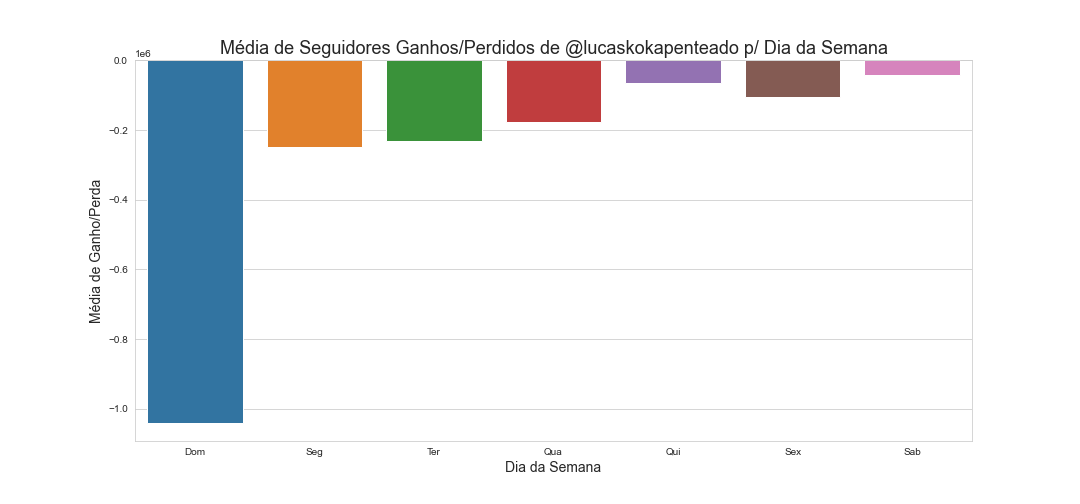 Média de Seguidores Ganhos/Perdidos de @lucaskokapenteado p/ Dia da Semana
1e6
0.0
−0.2
−0.4
−0.6
−0.8
−1.0
Média de Ganho/Perda
Dom Seg Ter Qua Qui Sex Sab
Dia da Semana